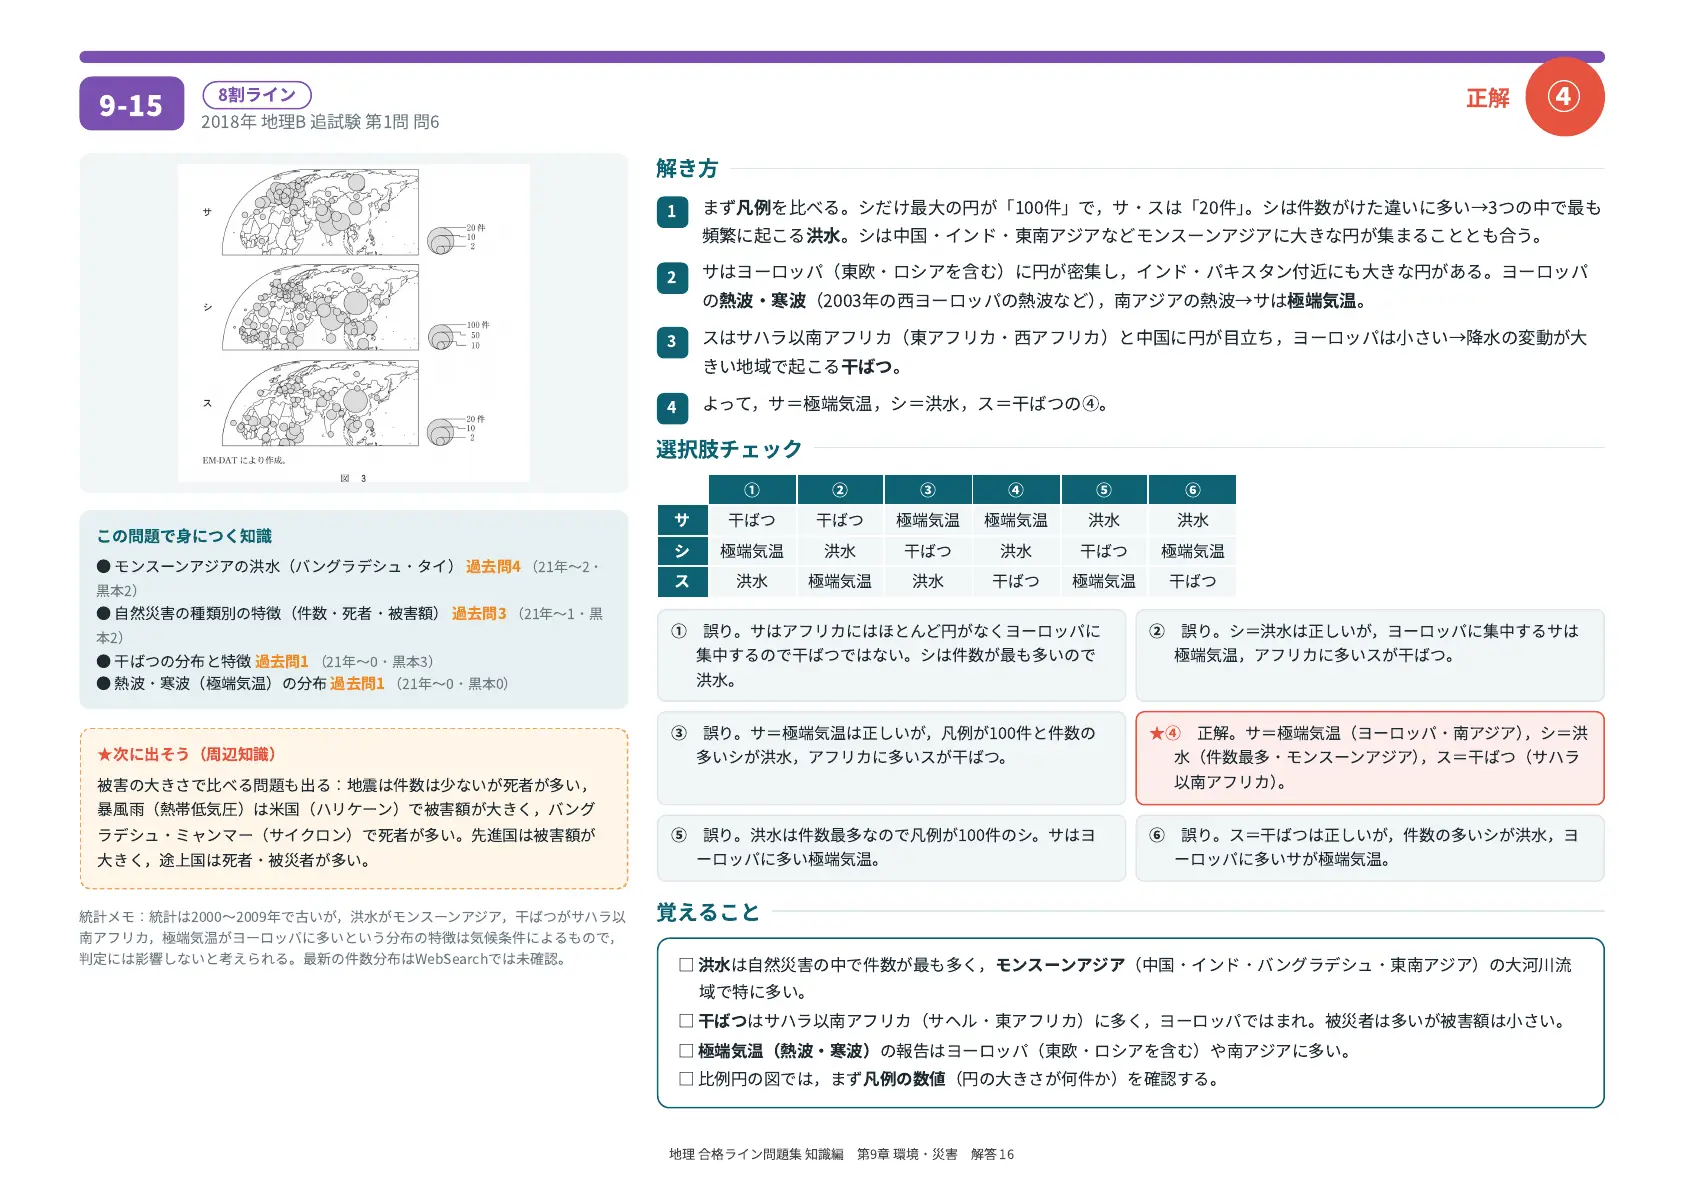 9-15
8割ライン
2018年 地理B 追試験 第1問 問6
正解 ④
サ
20 件
10
2
シ
100 件
50
10
ス
20 件
10
2
EM-DAT により作成。
図 3
この問題で身につく知識
● モンスーンアジアの洪水（バングラデシュ・タイ） 過去問4 （21年〜2・
黒本2）
● 自然災害の種類別の特徴（件数・死者・被害額） 過去問3 （21年〜1・黒
本2）
● 干ばつの分布と特徴 過去問1 （21年〜0・黒本3）
● 熱波・寒波（極端気温）の分布 過去問1 （21年〜0・黒本0）
★次に出そう（周辺知識）
被害の大きさで比べる問題も出る：地震は件数は少ないが死者が多い，
暴風雨（熱帯低気圧）は米国（ハリケーン）で被害額が大きく，バング
ラデシュ・ミャンマー（サイクロン）で死者が多い。先進国は被害額が
大きく，途上国は死者・被災者が多い。
統計メモ：統計は2000〜2009年で古いが，洪水がモンスーンアジア，干ばつがサハラ以
南アフリカ，極端気温がヨーロッパに多いという分布の特徴は気候条件によるもので，
判定には影響しないと考えられる。最新の件数分布はWebSearchでは未確認。
解き方
1 まず凡例を比べる。シだけ最大の円が「100件」で，サ・スは「20件」。シは件数がけた違いに多い→3つの中で最も
頻繁に起こる洪水。シは中国・インド・東南アジアなどモンスーンアジアに大きな円が集まることとも合う。
2 サはヨーロッパ（東欧・ロシアを含む）に円が密集し，インド・パキスタン付近にも大きな円がある。ヨーロッパ
の熱波・寒波（2003年の西ヨーロッパの熱波など），南アジアの熱波→サは極端気温。
3 スはサハラ以南アフリカ（東アフリカ・西アフリカ）と中国に円が目立ち，ヨーロッパは小さい→降水の変動が大
きい地域で起こる干ばつ。
4 よって，サ＝極端気温，シ＝洪水，ス＝干ばつの④。
選択肢チェック
① ② ③ ④ ⑤ ⑥
サ 干ばつ 干ばつ 極端気温 極端気温 洪水 洪水
シ 極端気温 洪水 干ばつ 洪水 干ばつ 極端気温
ス 洪水 極端気温 洪水 干ばつ 極端気温 干ばつ
① 誤り。サはアフリカにはほとんど円がなくヨーロッパに
集中するので干ばつではない。シは件数が最も多いので
洪水。
② 誤り。シ＝洪水は正しいが，ヨーロッパに集中するサは
極端気温，アフリカに多いスが干ばつ。
③ 誤り。サ＝極端気温は正しいが，凡例が100件と件数の
多いシが洪水，アフリカに多いスが干ばつ。
★④ 正解。サ＝極端気温（ヨーロッパ・南アジア），シ＝洪
水（件数最多・モンスーンアジア），ス＝干ばつ（サハラ
以南アフリカ）。
⑤ 誤り。洪水は件数最多なので凡例が100件のシ。サはヨ
ーロッパに多い極端気温。
⑥ 誤り。ス＝干ばつは正しいが，件数の多いシが洪水，ヨ
ーロッパに多いサが極端気温。
覚えること
□ 洪水は自然災害の中で件数が最も多く，モンスーンアジア（中国・インド・バングラデシュ・東南アジア）の大河川流
域で特に多い。
□ 干ばつはサハラ以南アフリカ（サヘル・東アフリカ）に多く，ヨーロッパではまれ。被災者は多いが被害額は小さい。
□ 極端気温（熱波・寒波）の報告はヨーロッパ（東欧・ロシアを含む）や南アジアに多い。
□ 比例円の図では，まず凡例の数値（円の大きさが何件か）を確認する。
地理 合格ライン問題集 知識編 第9章 環境・災害 解答16